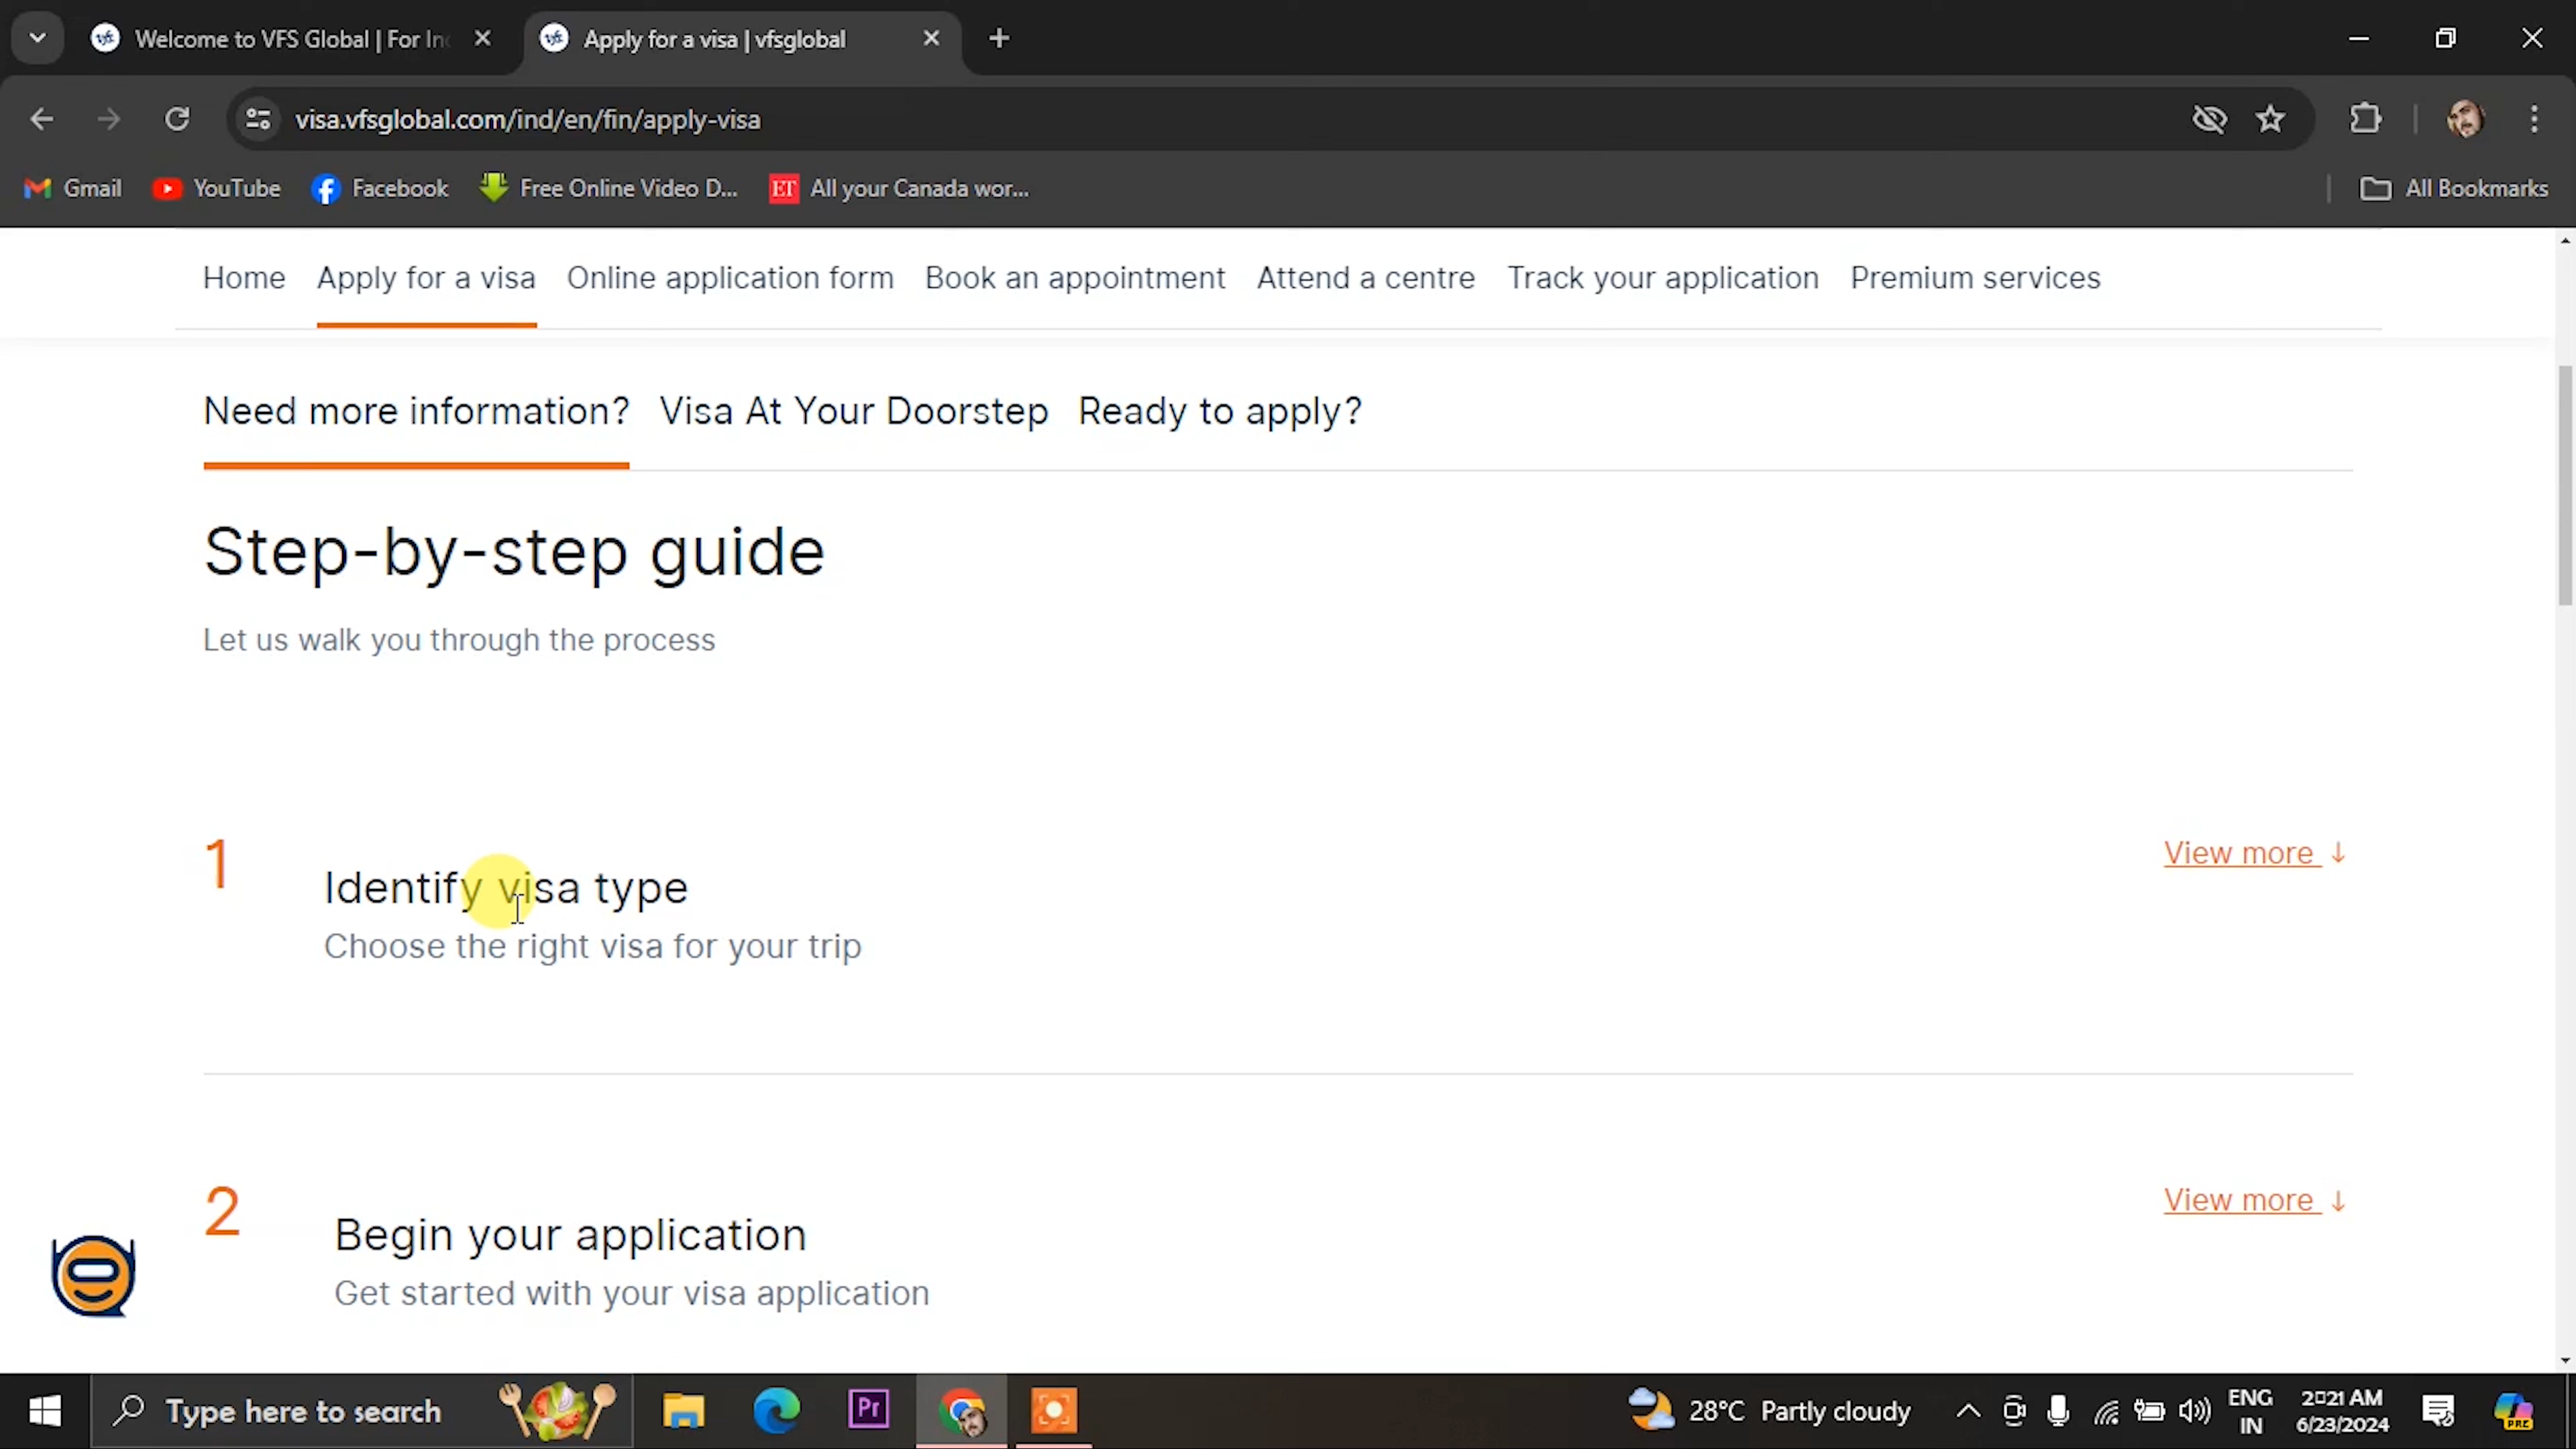 Welcome to VFS Global | For Inc
Apply for a visa | vfsglobal
visa.vfsglobal.com/ind/en/fin/apply-visa
Gmail
YouTube
Facebook
Free Online Video D...
ET
All your Canada wor...
All Bookmarks
Home
Apply for a visa
Online application form
Book an appointment
Attend a centre
Track your application
Premium services
Need more information?
Visa At Your Doorstep
Ready to apply?
Step-by-step guide
Let us walk you through the process
1
Identify visa type
View more ↓
Choose the right visa for your trip
2
Begin your application
View more ↓
Get started with your visa application
Type here to search
Pr
28°C Partly cloudy
ENG
IN
2:21 AM
6/23/2024
PRE